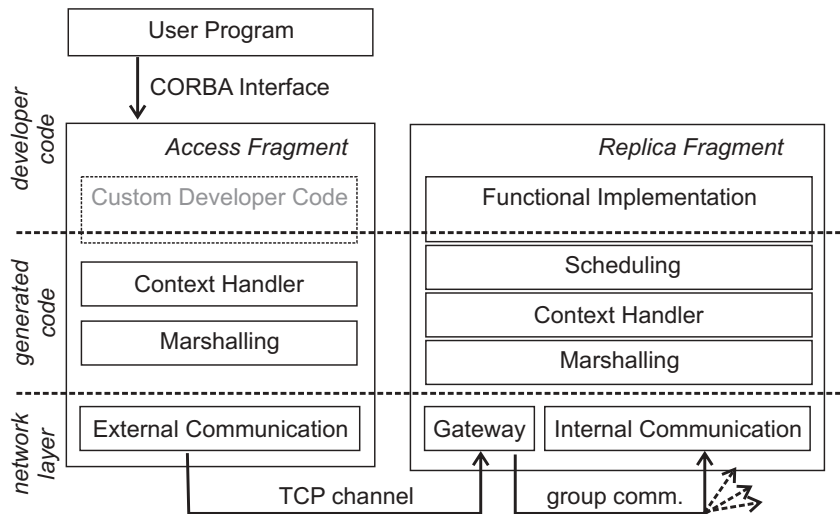 User Program
CORBA Interface
developer
code
Access Fragment
Custom Developer Code
Replica Fragment
Functional Implementation
generated
code
Context Handler
Marshalling
Scheduling
Context Handler
Marshalling
network
layer
External Communication
Gateway
Internal Communication
TCP channel
group comm.